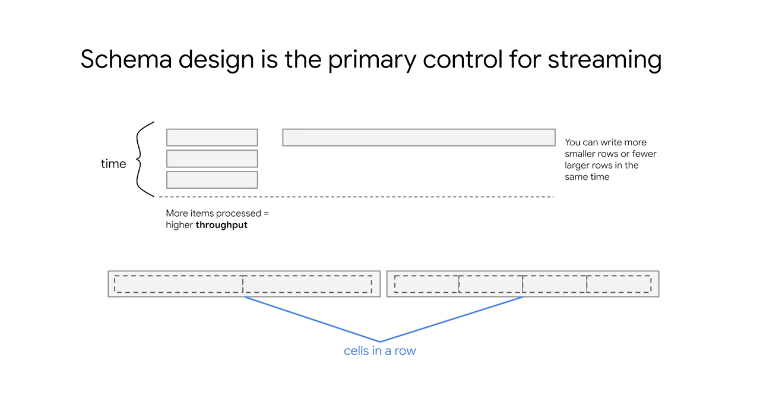 Schema design is the primary control for streaming
time
You can write more
smaller rows or fewer
larger rows in the
same time
More items processed =
higher throughput
cells in a row